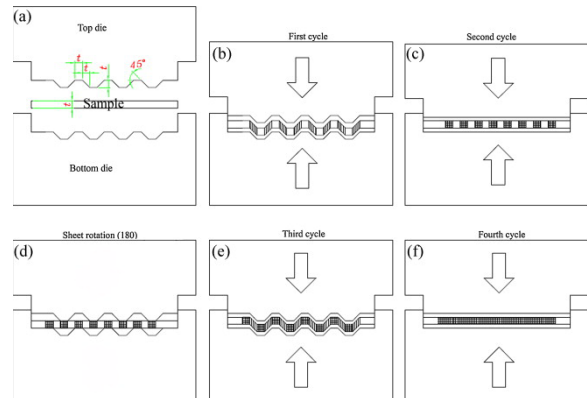 (a)
Top die
t
t
t
45°
t
Sample
Bottom die
First cycle
(b)
Second cycle
(c)
Sheet rotation (180)
(d)
Third cycle
(e)
Fourth cycle
(f)